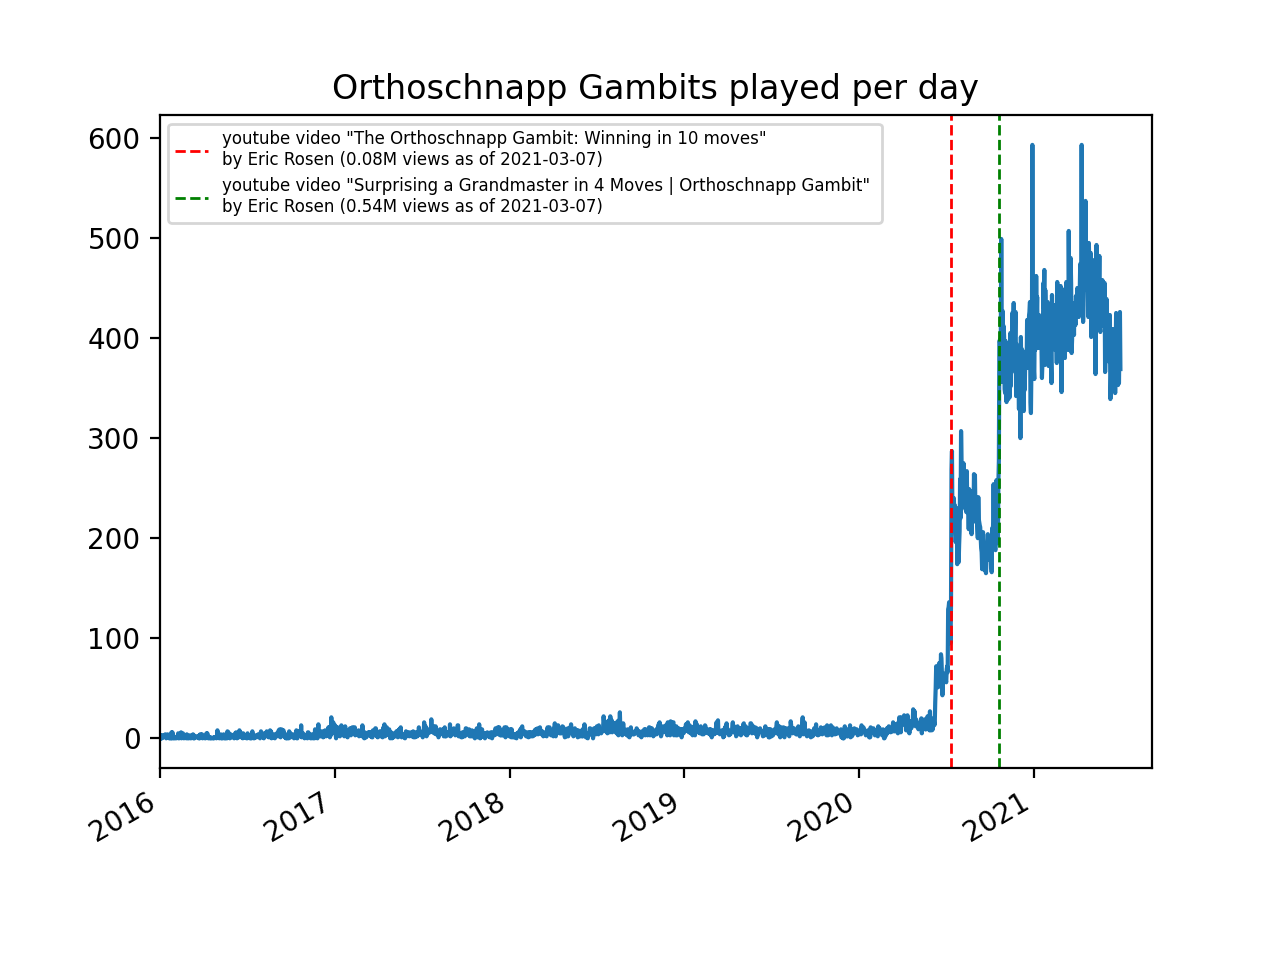 Orthoschnapp Gambits played per day
youtube video "The Orthoschnapp Gambit: Winning in 10 moves"
by Eric Rosen (0.08M views as of 2021-03-07)
youtube video "Surprising a Grandmaster in 4 Moves | Orthoschnapp Gambit"
by Eric Rosen (0.54M views as of 2021-03-07)
600
500
400
300
200
100
0
2016
2017
2018
2019
2020
2021